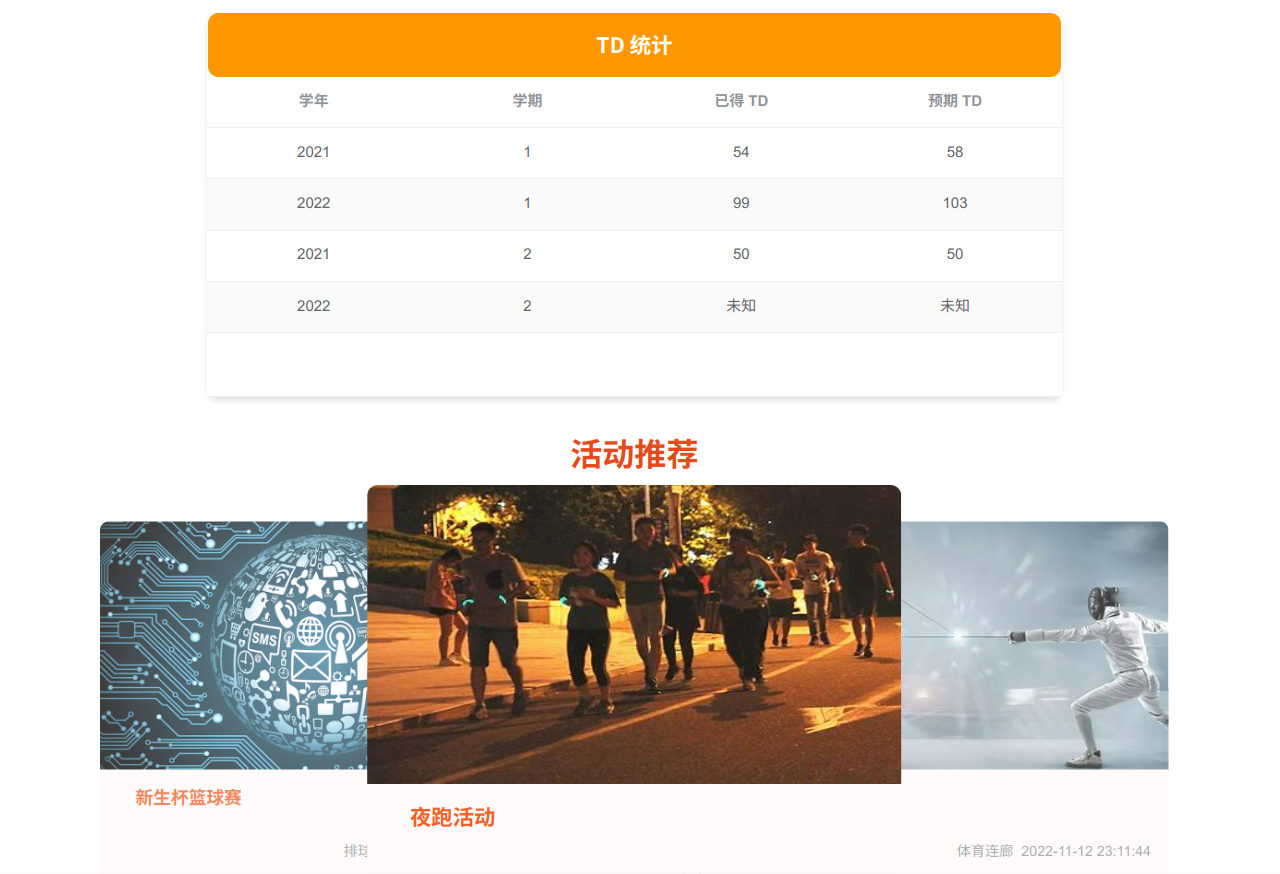 TD 统计
学年 学期 已得 TD 预期 TD
2021 1 54 58
2022 1 99 103
2021 2 50 50
2022 2 未知 未知
活动推荐
SMS
新生杯篮球赛
夜跑活动
排球
体育连廊 2022-11-12 23:11:44